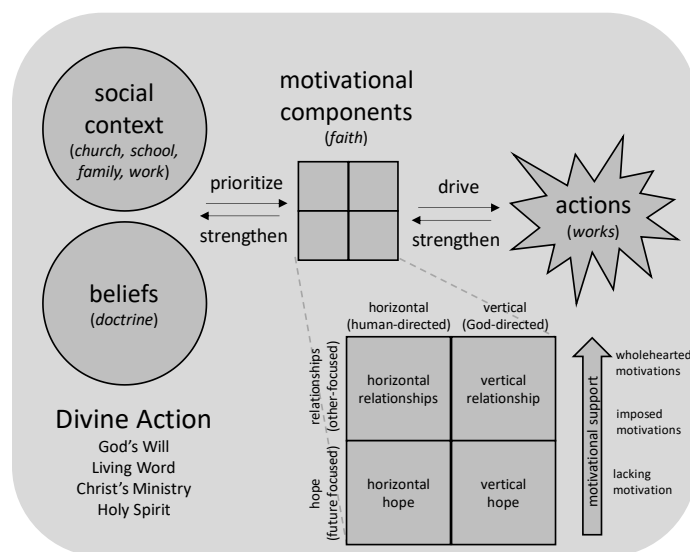 social
context
(church, school,
family, work)
beliefs
(doctrine)
Divine Action
God's Will
Living Word
Christ's Ministry
Holy Spirit
prioritize
strengthen
motivational
components
(faith)
drive
strengthen
actions
(works)
horizontal
(human-directed)
vertical
(God-directed)
relationships
(other-focused)
hope
(future focused)
horizontal
relationships
vertical
relationship
horizontal
hope
vertical
hope
motivational support
wholehearted
motivations
imposed
motivations
lacking
motivation